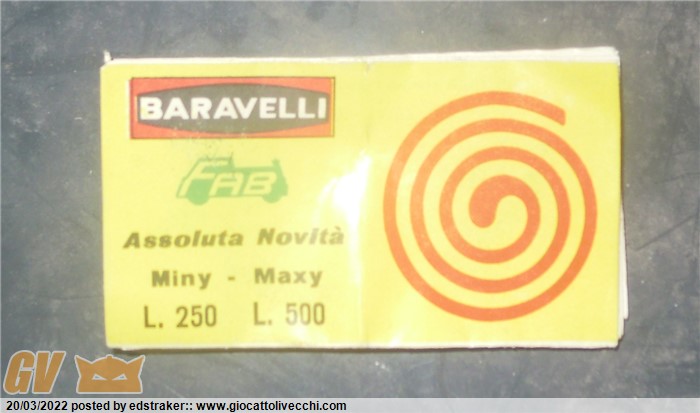 BARAVELLI
FAB
Assoluta Novità
Miny - Maxy
L. 250 L. 500
GV
20/03/2022 posted by edstraker:: www.giocattolivecchi.com